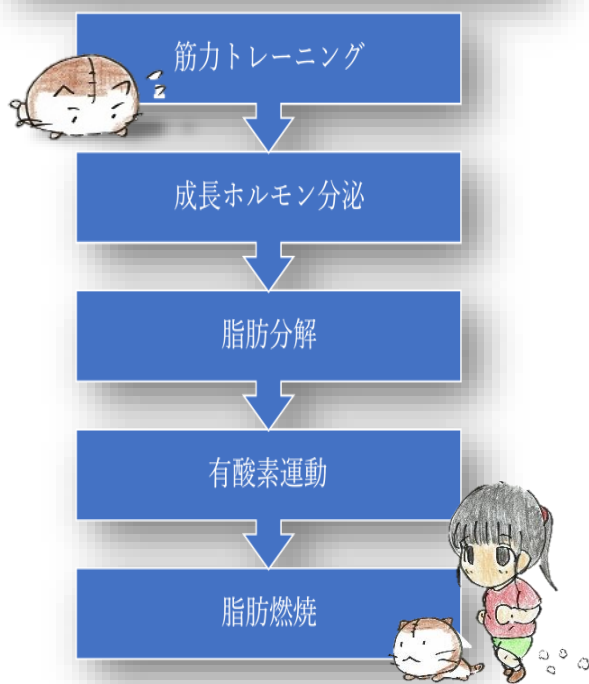 筋力トレーニング
成長ホルモン分泌
脂肪分解
有酸素運動
脂肪燃焼